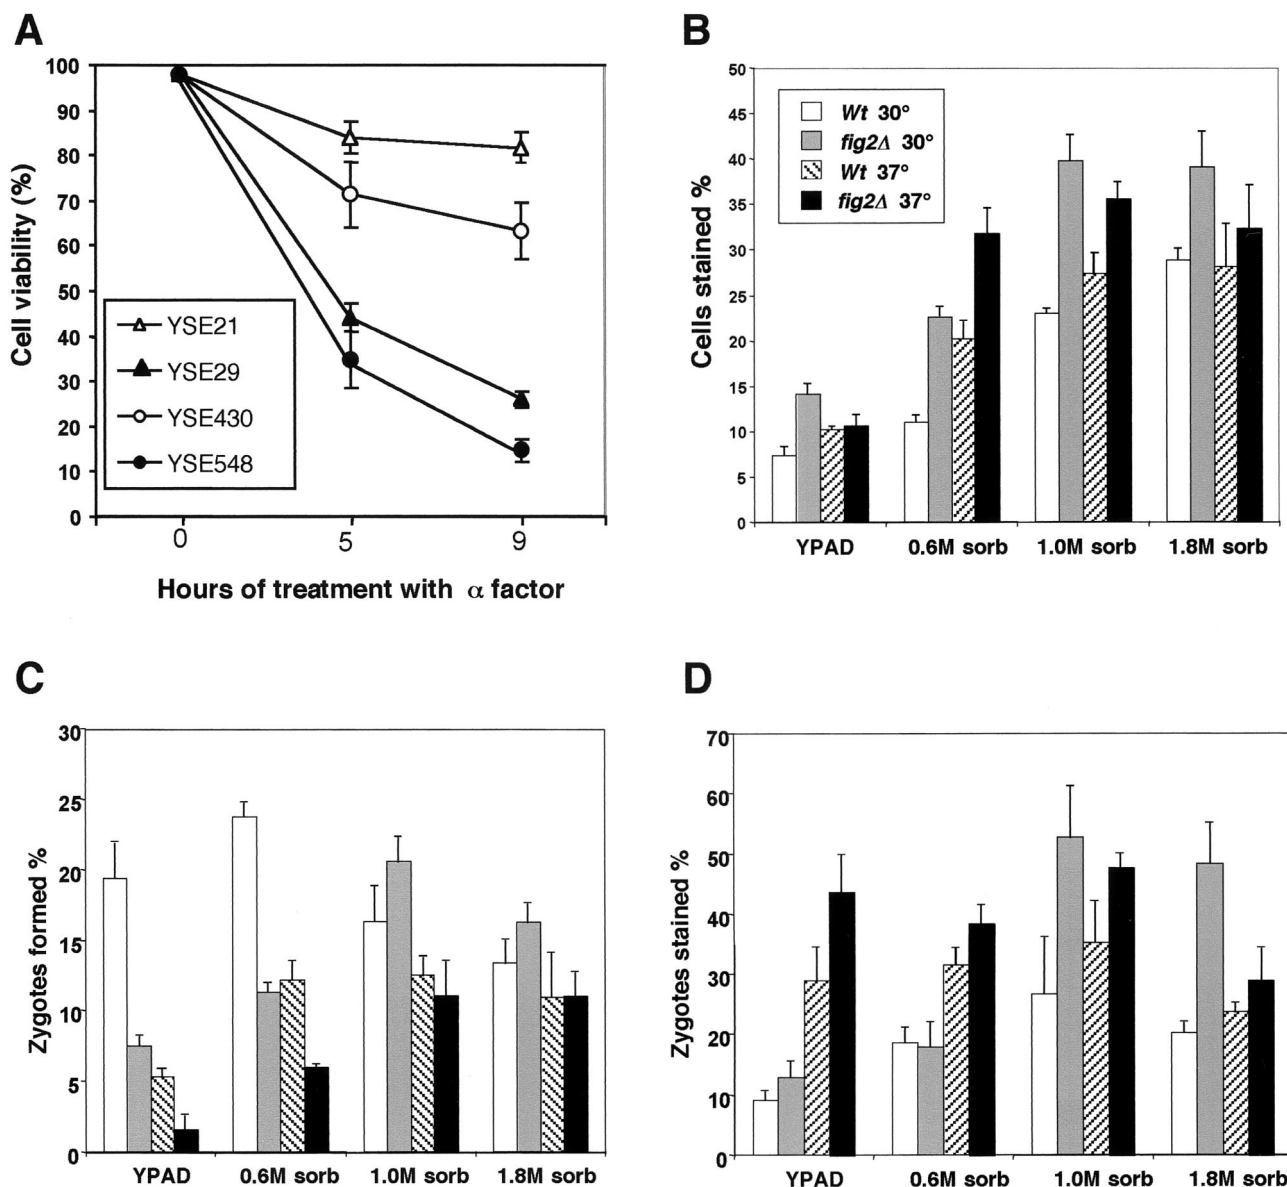 A
Cell viability (%)
100
90
80
70
60
50
40
30
20
10
0
YSE21
YSE29
YSE430
YSE548
0 5 9
Hours of treatment with α factor
B
Cells stained %
50
45
40
35
30
25
20
15
10
5
0
Wt 30°
fig2Δ 30°
Wt 37°
fig2Δ 37°
YPAD 0.6M sorb 1.0M sorb 1.8M sorb
C
Zygotes formed %
30
25
20
15
10
5
0
YPAD 0.6M sorb 1.0M sorb 1.8M sorb
D
Zygotes stained %
70
60
50
40
30
20
10
0
YPAD 0.6M sorb 1.0M sorb 1.8M sorb